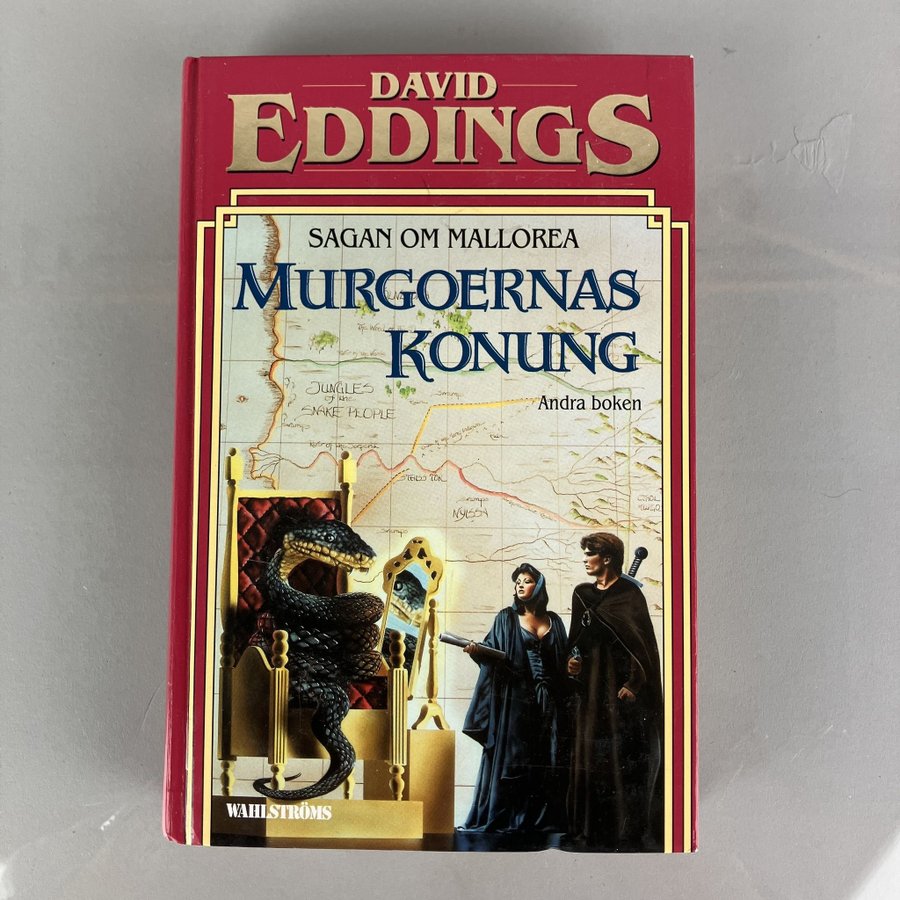 DAVID
EDDINGS
SAGAN OM MALLOREA
MURGOERNAS
KONUNG
Andra boken
JUNGLES
of the
SNAKE PEOPLE
NYISSA
WAHLSTRÖMS